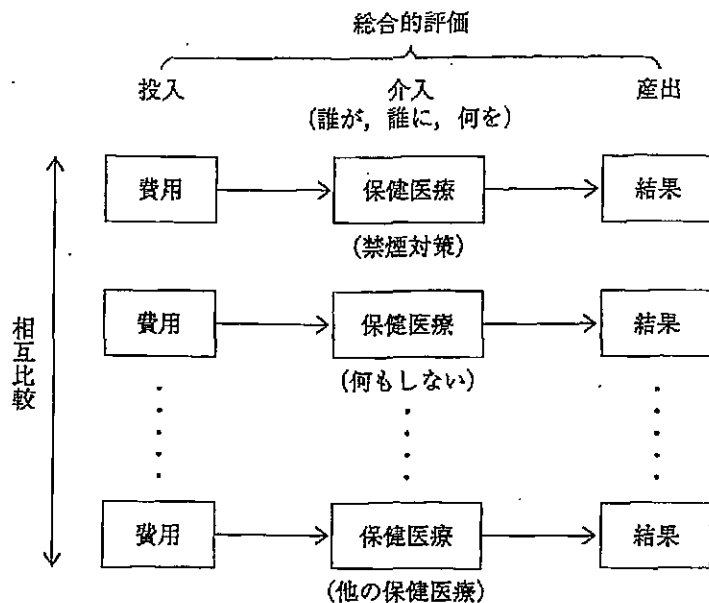 総合的評価
投入 介入 産出
(誰が, 誰に, 何を)
費用 保健医療 結果
(禁煙対策)
費用 保健医療 結果
(何もしない)
相互比較
費用 保健医療 結果
(他の保健医療)